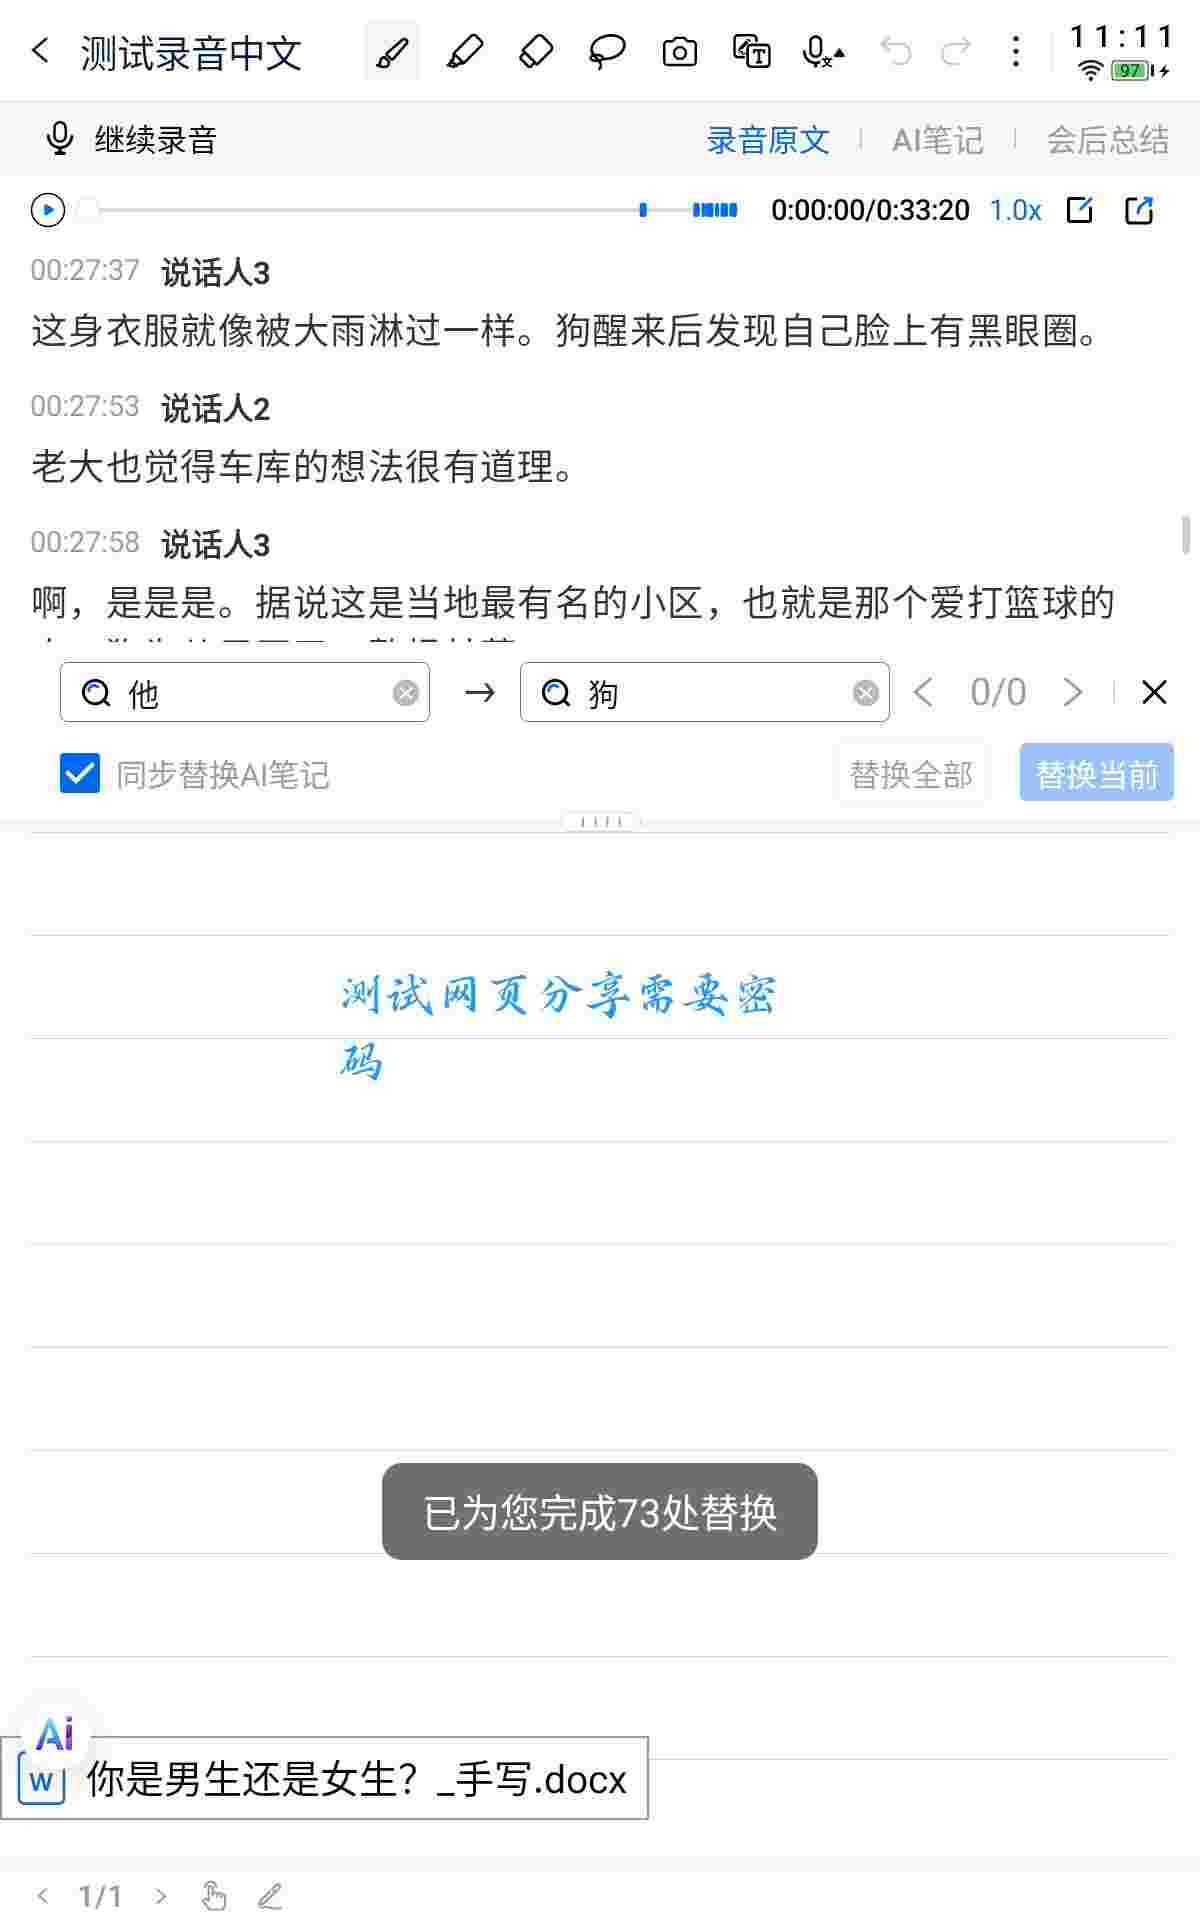 测试录音中文
11:11
97
继续录音
录音原文
AI笔记
会后总结
0:00:00/0:33:20 1.0x
00:27:37 说话人3
这身衣服就像被大雨淋过一样。狗醒来后发现自己脸上有黑眼圈。
00:27:53 说话人2
老大也觉得车库的想法很有道理。
00:27:58 说话人3
啊，是是是。据说这是当地最有名的小区，也就是那个爱打篮球的
他 → 狗 0/0
同步替换AI笔记 替换全部 替换当前
测试网页分享需要密
码
已为您完成73处替换
Ai
W 你是男生还是女生？_手写.docx
1/1